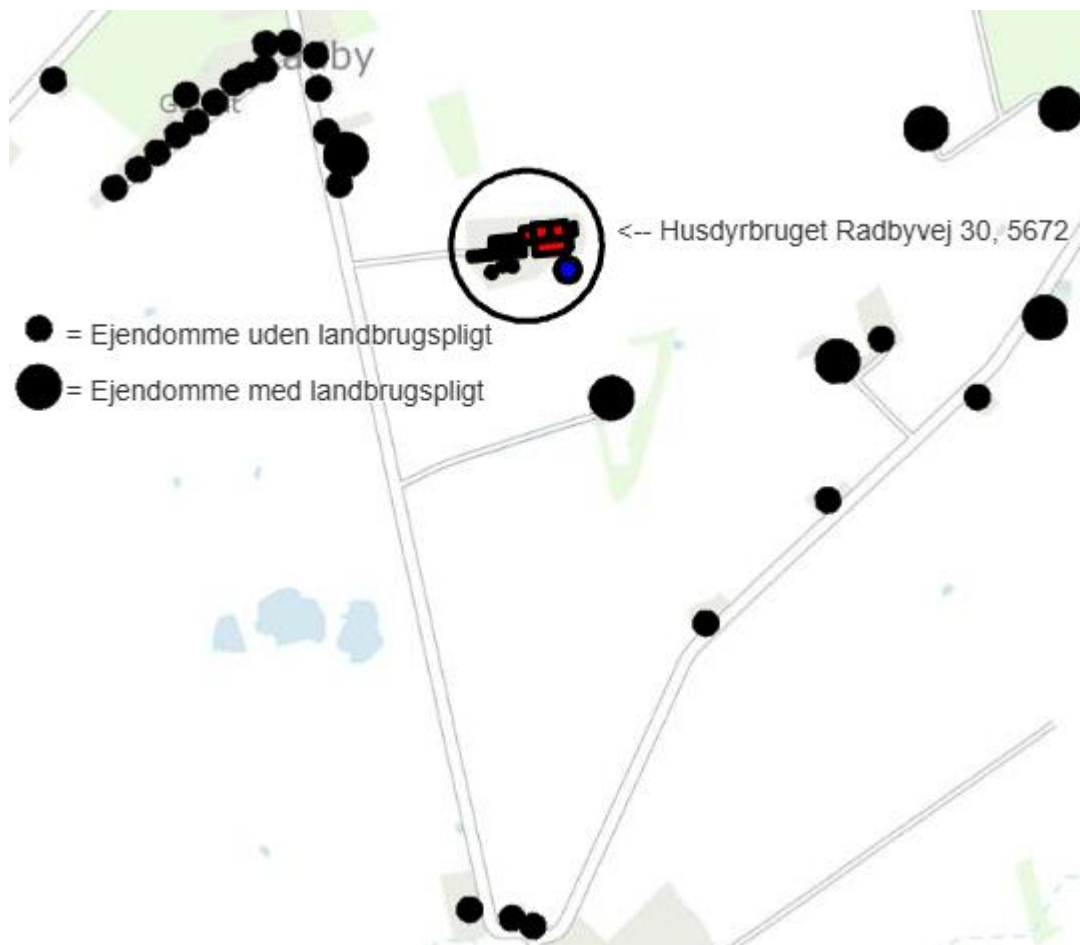 <-- Husdyrbruget Radbyvej 30, 5672
= Ejendomme uden landbrugspligt
= Ejendomme med landbrugspligt